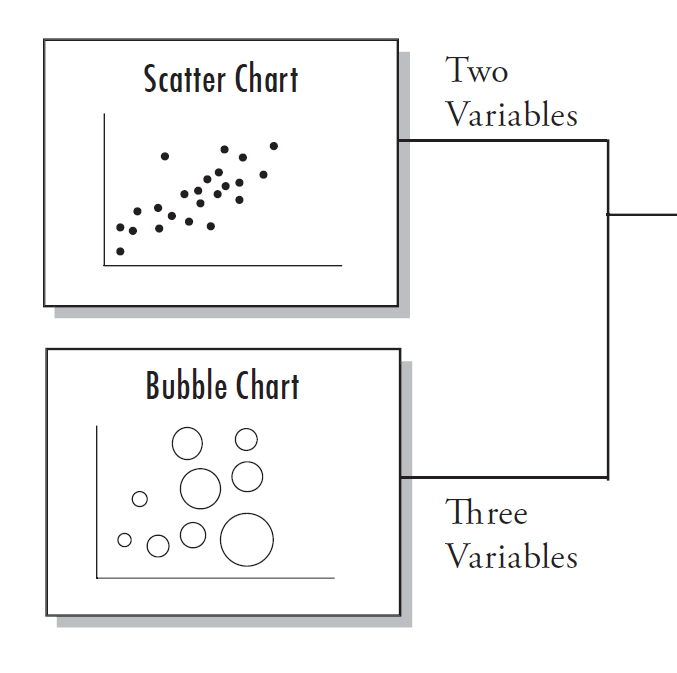 Scatter Chart
Two
Variables
Bubble Chart
Three
Variables